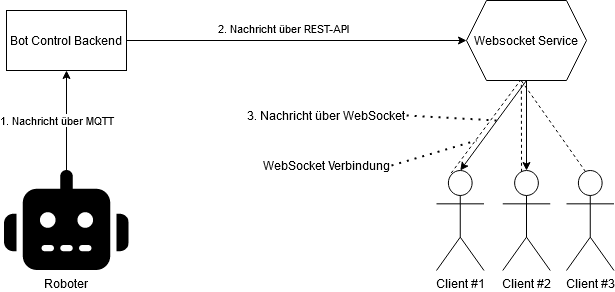 Bot Control Backend
2. Nachricht über REST-API
Websocket Service
1. Nachricht über MQTT
3. Nachricht über WebSocket
WebSocket Verbindung
Roboter
Client #1
Client #2
Client #3